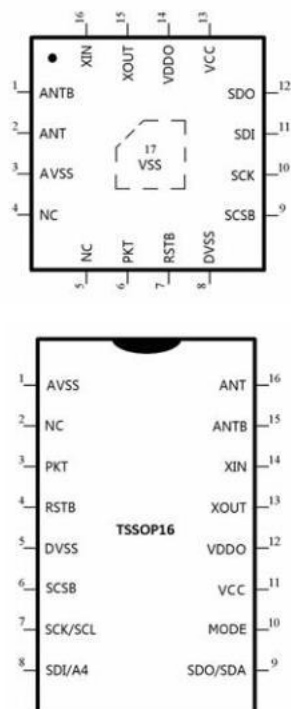 16 15 14 13
XIN XOUT VDDO VCC
1 ANTB SDO 12
2 ANT SDI 11
17
VSS
3 AVSS SCK 10
4 NC SCSB 9
NC PKT RSTB DVSS
5 6 7 8
1 AVSS ANT 16
2 NC ANTB 15
3 PKT XIN 14
4 RSTB XOUT 13
TSSOP16
5 DVSS VDDO 12
6 SCSB VCC 11
7 SCK/SCL MODE 10
8 SDI/A4 SDO/SDA 9